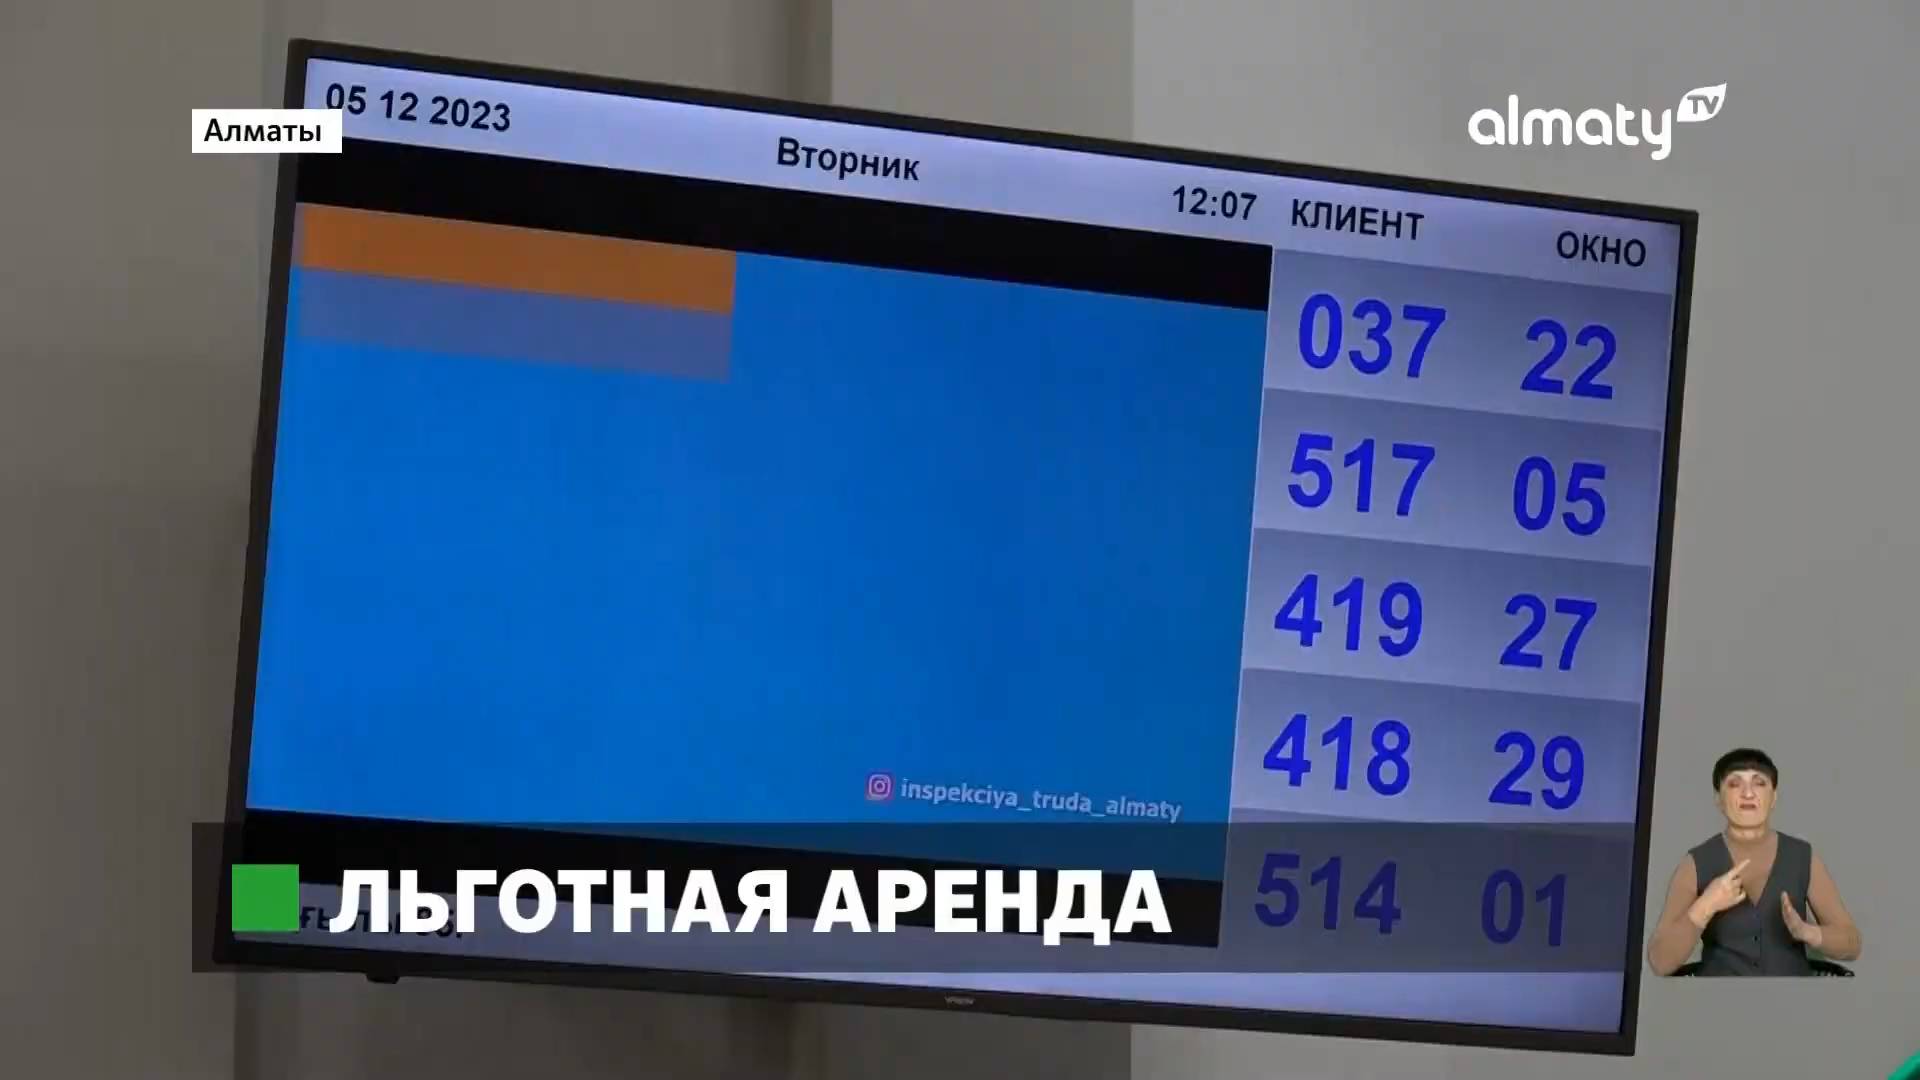 05 12 2023
Вторник
12:07
Алматы
almaty TV
КЛИЕНТ ОКНО
037 22
517 05
419 27
418 29
514 01
inspekciya_truda_almaty
ЛЬГОТНАЯ АРЕНДА